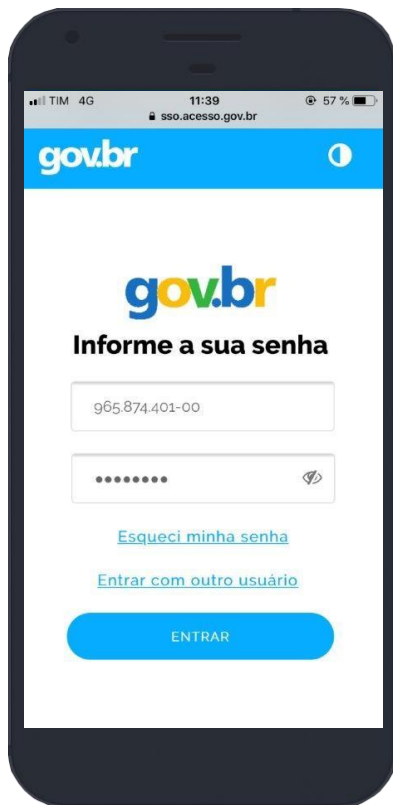 TIM 4G 11:39 57 %
sso.acesso.gov.br
gov.br
gov.br
Informe a sua senha
965.874.401-00
••••••••
Esqueci minha senha
Entrar com outro usuário
ENTRAR